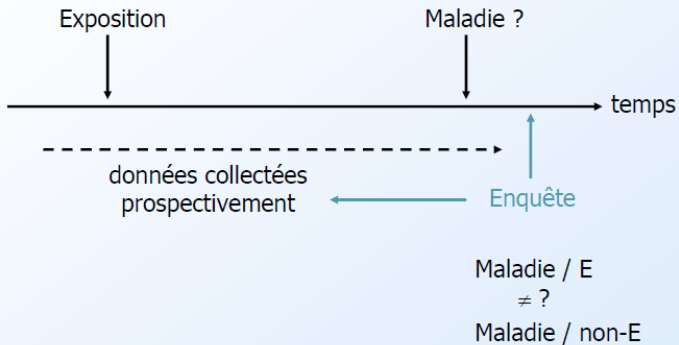 Exposition
Maladie ?
temps
données collectées
prospectivement
Enquête
Maladie / E
≠ ?
Maladie / non-E